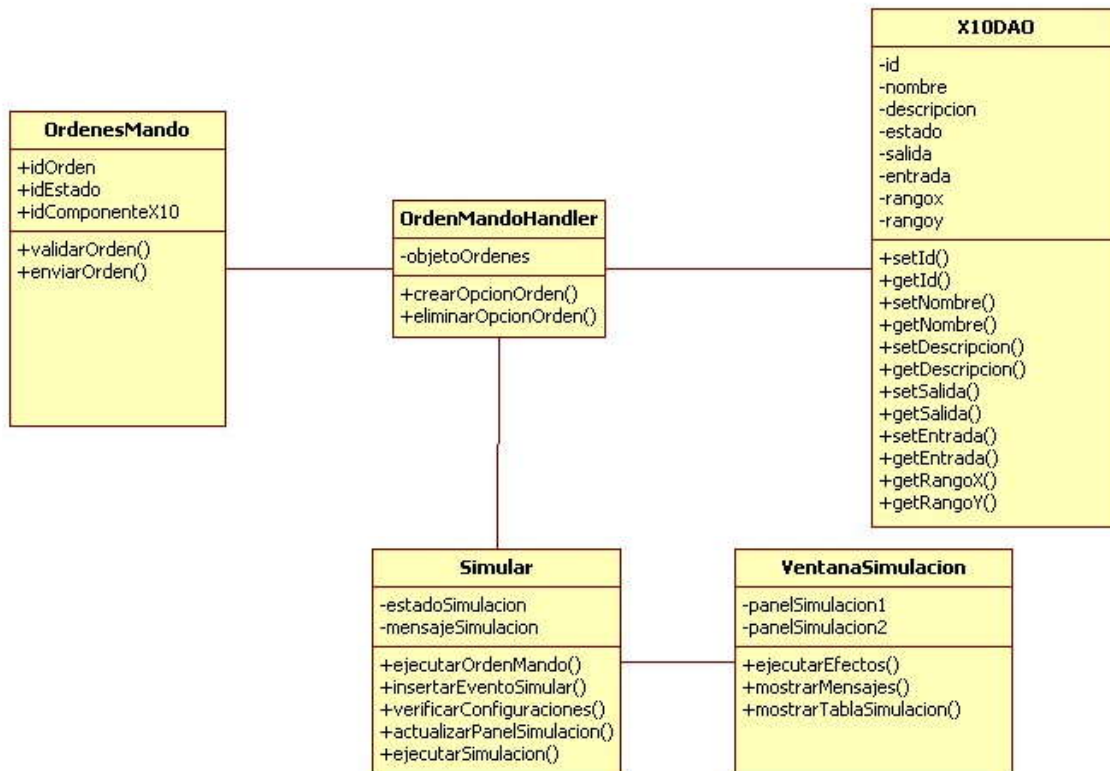 OrdenesMando
+idOrden
+idEstado
+idComponenteX10
+validarOrden()
+enviarOrden()
OrdenMandoHandler
-objetoOrdenes
+crearOpcionOrden()
+eliminarOpcionOrden()
X10DAO
-id
-nombre
-descripcion
-estado
-salida
-entrada
-rangox
-rangoy
+setId()
+getId()
+setNombre()
+getNombre()
+setDescripcion()
+getDescripcion()
+setSalida()
+getSalida()
+setEntrada()
+getEntrada()
+getRangoX()
+getRangoY()
Simular
-estadoSimulacion
-mensajeSimulacion
+ejecutarOrdenMando()
+insertarEventoSimular()
+verificarConfiguraciones()
+actualizarPanelSimulacion()
+ejecutarSimulacion()
VentanaSimulacion
-panelSimulacion1
-panelSimulacion2
+ejecutarEfectos()
+mostrarMensajes()
+mostrarTablaSimulacion()